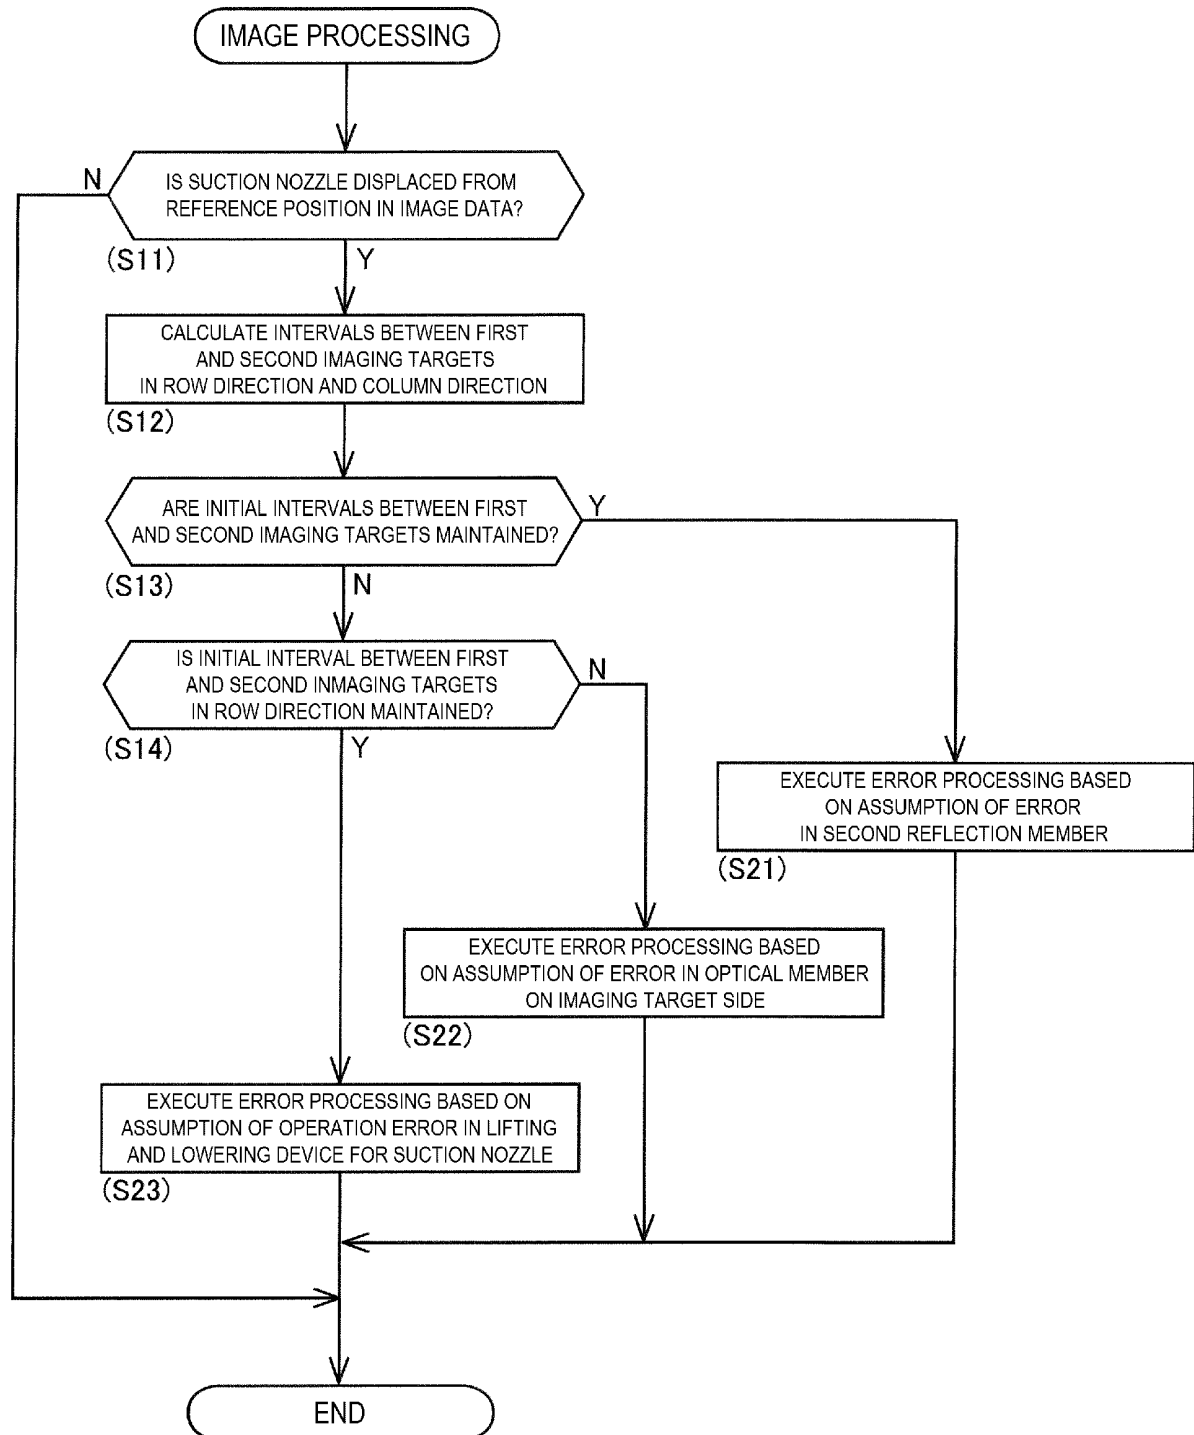 IMAGE PROCESSING
N
IS SUCTION NOZZLE DISPLACED FROM
REFERENCE POSITION IN IMAGE DATA?
(S11)
Y
CALCULATE INTERVALS BETWEEN FIRST
AND SECOND IMAGING TARGETS
IN ROW DIRECTION AND COLUMN DIRECTION
(S12)
ARE INITIAL INTERVALS BETWEEN FIRST
AND SECOND IMAGING TARGETS MAINTAINED?
Y
(S13)
N
IS INITIAL INTERVAL BETWEEN FIRST
AND SECOND INMAGING TARGETS
IN ROW DIRECTION MAINTAINED?
N
(S14)
Y
EXECUTE ERROR PROCESSING BASED
ON ASSUMPTION OF ERROR
IN SECOND REFLECTION MEMBER
(S21)
EXECUTE ERROR PROCESSING BASED
ON ASSUMPTION OF ERROR IN OPTICAL MEMBER
ON IMAGING TARGET SIDE
(S22)
EXECUTE ERROR PROCESSING BASED ON
ASSUMPTION OF OPERATION ERROR IN LIFTING
AND LOWERING DEVICE FOR SUCTION NOZZLE
(S23)
END